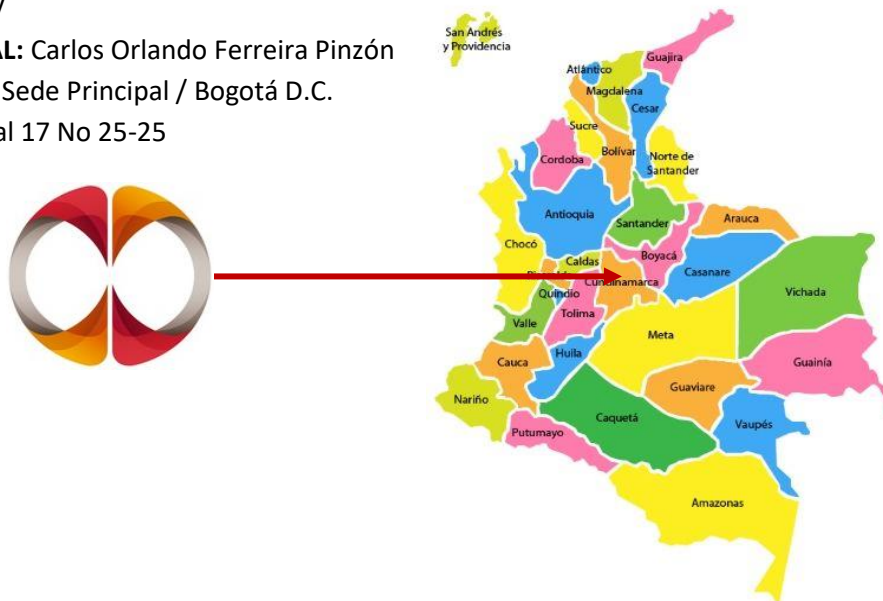 AL: Carlos Orlando Ferreira Pinzón
Sede Principal / Bogotá D.C.
al 17 No 25-25
San Andrés
y Providencia
Guajira
Atlántico
Magdalena
Cesar
Sucre
Bolívar
Norte de
Santander
Cordoba
Antioquia
Santander
Arauca
Chocó
Boyacá
Caldas
Casanare
Cundinamarca
Quindío
Vichada
Tolima
Valle
Meta
Huila
Cauca
Guainía
Guaviare
Nariño
Caquetá
Vaupés
Putumayo
Amazonas